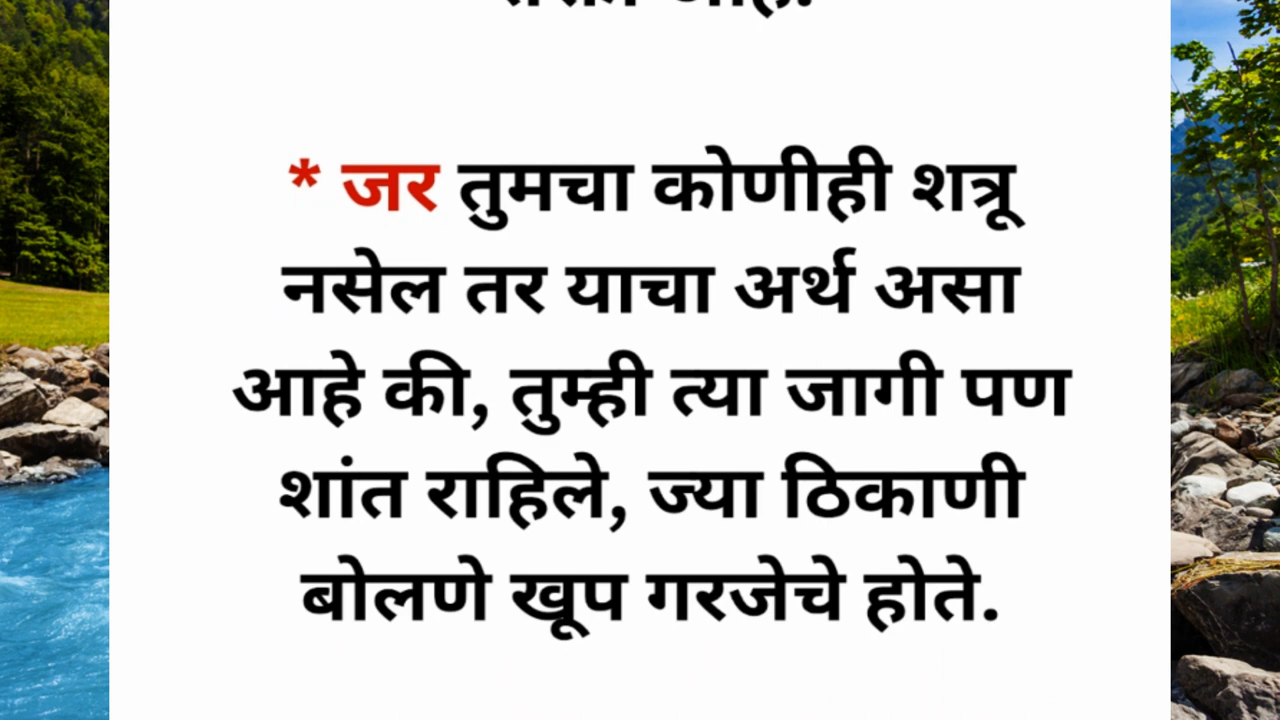 * जर तुमचा कोणीही शत्रू
नसेल तर याचा अर्थ असा
आहे की, तुम्ही त्या जागी पण
शांत राहिले, ज्या ठिकाणी
बोलणे खूप गरजेचे होते.